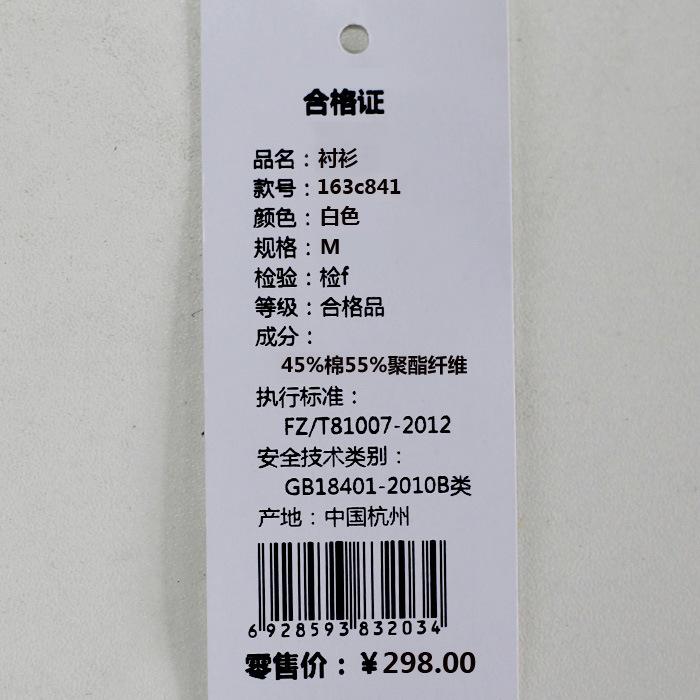 合格证
品名：衬衫
款号：163c841
颜色：白色
规格：M
检验：检f
等级：合格品
成分：
45%棉55%聚酯纤维
执行标准：
FZ/T81007-2012
安全技术类别：
GB18401-2010B类
产地：中国杭州
6 928593 832034
零售价：￥298.00